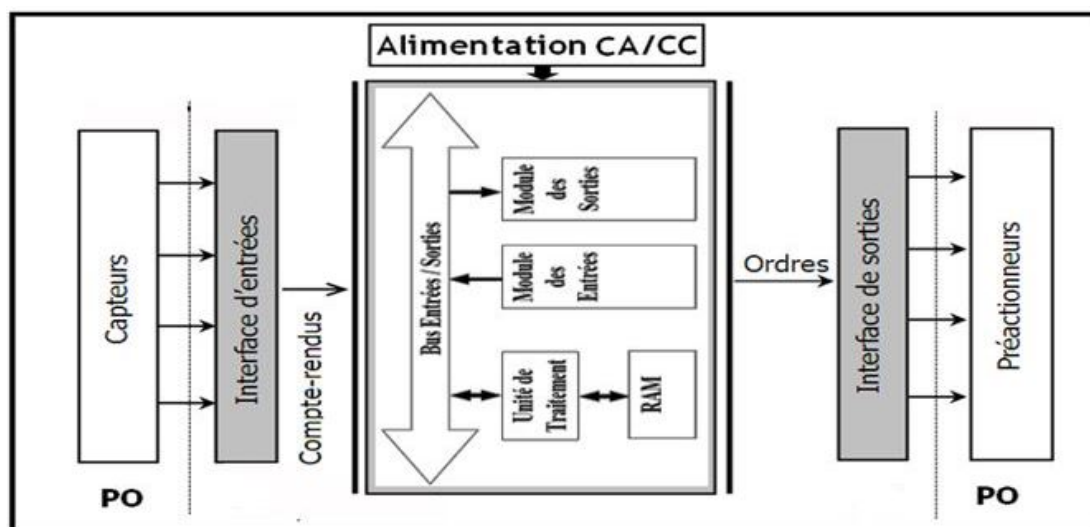 Alimentation CA/CC
Capteurs
Interface d'entrées
Compte-rendus
Bus Entrées / Sorties
Module
des
Sorties
Module
des
Entrées
Unité de
Traitement
RAM
Ordres
Interface de sorties
Préactionneurs
PO
PO